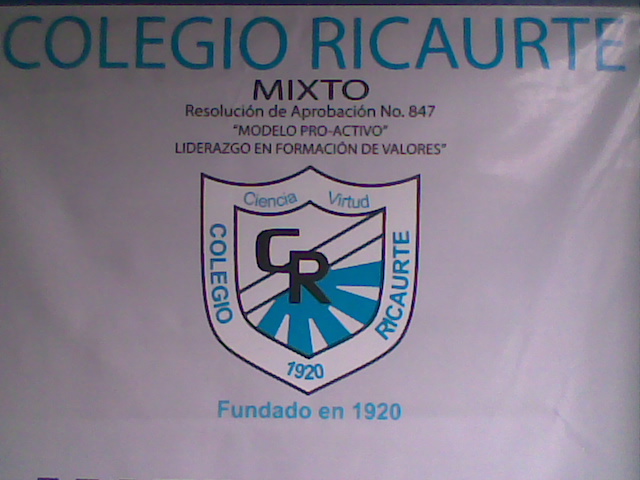 COLEGIO RICAURTE
MIXTO
Resolución de Aprobación No. 847
"MODELO PRO-ACTIVO"
LIDERAZGO EN FORMACIÓN DE VALORES"
Ciencia Virtud
COLEGIO
CR
RICAURTE
1920
Fundado en 1920